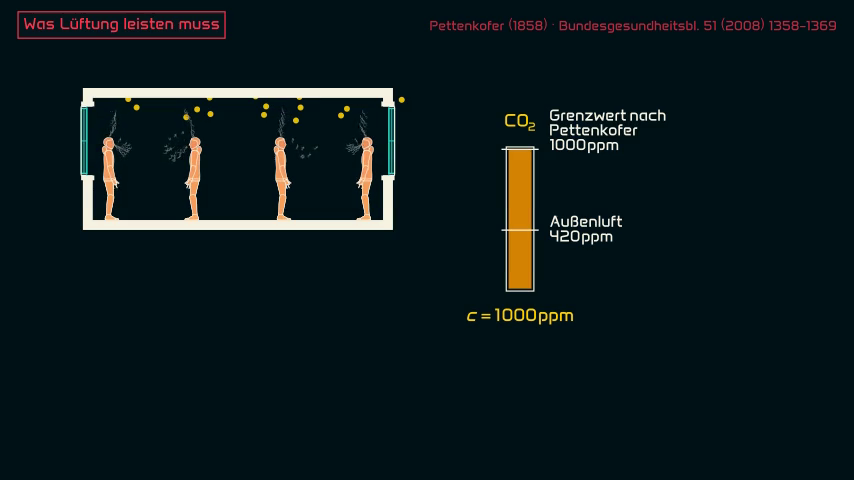 Was Lüftung leisten muss
Pettenkofer (1858) · Bundesgesundheitsbl. 51 (2008) 1358-1369
CO₂
Grenzwert nach
Pettenkofer
1000ppm
Außenluft
420ppm
c = 1000ppm